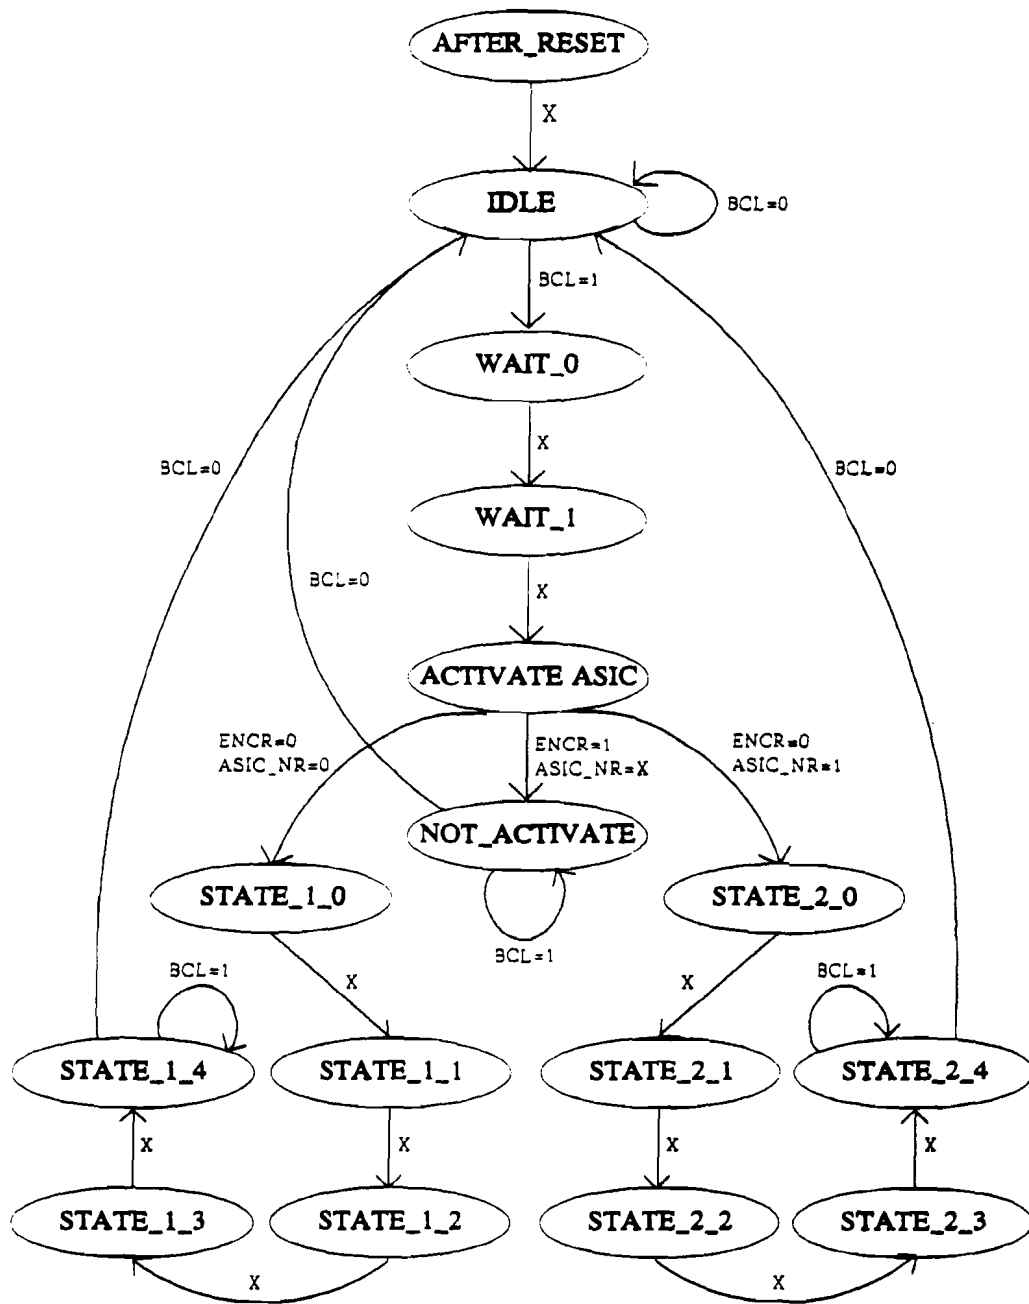 AFTER_RESET
X
IDLE
BCL=0
BCL=1
WAIT_0
X
BCL=0
BCL=0
WAIT_1
BCL=0
X
ACTIVATE ASIC
ENCR=0
ASIC_NR=0
ENCR=1
ASIC_NR=X
ENCR=0
ASIC_NR=1
NOT_ACTIVATE
STATE_1_0
STATE_2_0
BCL=1
BCL=1
X
X
BCL=1
STATE_1_4
STATE_1_1
STATE_2_1
STATE_2_4
X
X
X
X
STATE_1_3
STATE_1_2
STATE_2_2
STATE_2_3
X
X